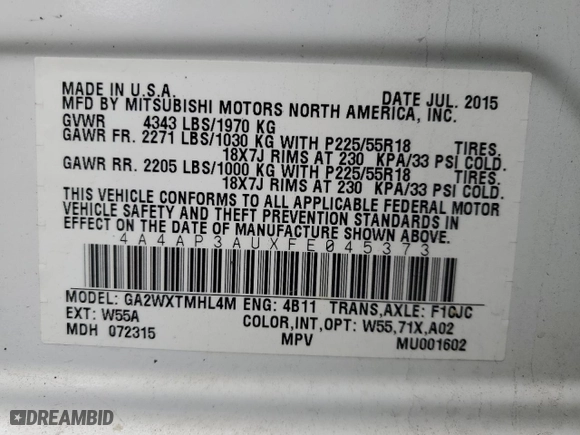 MADE IN U.S.A. DATE JUL. 2015
MFD BY MITSUBISHI MOTORS NORTH AMERICA, INC.
GVWR 4343 LBS/1970 KG
GAWR FR. 2271 LBS/1030 KG WITH P225/55R18 TIRES.
18X7J RIMS AT 230 KPA/33 PSI COLD.
GAWR RR. 2205 LBS/1000 KG WITH P225/55R18 TIRES.
18X7J RIMS AT 230 KPA/33 PSI COLD.
THIS VEHICLE CONFORMS TO ALL APPLICABLE FEDERAL MOTOR
VEHICLE SAFETY AND THEFT PREVENTION STANDARDS IN
EFFECT ON THE DATE OF MANUFACTURE SHOWN ABOVE.
4A4AP3AUXFE045373
MODEL: GA2WXTMHL4M ENG: 4B11 TRANS,AXLE: F1CJC
EXT: W55A COLOR,INT,OPT: W55,71X,A02
MDH 072315 MPV MU001602
DREAMBID